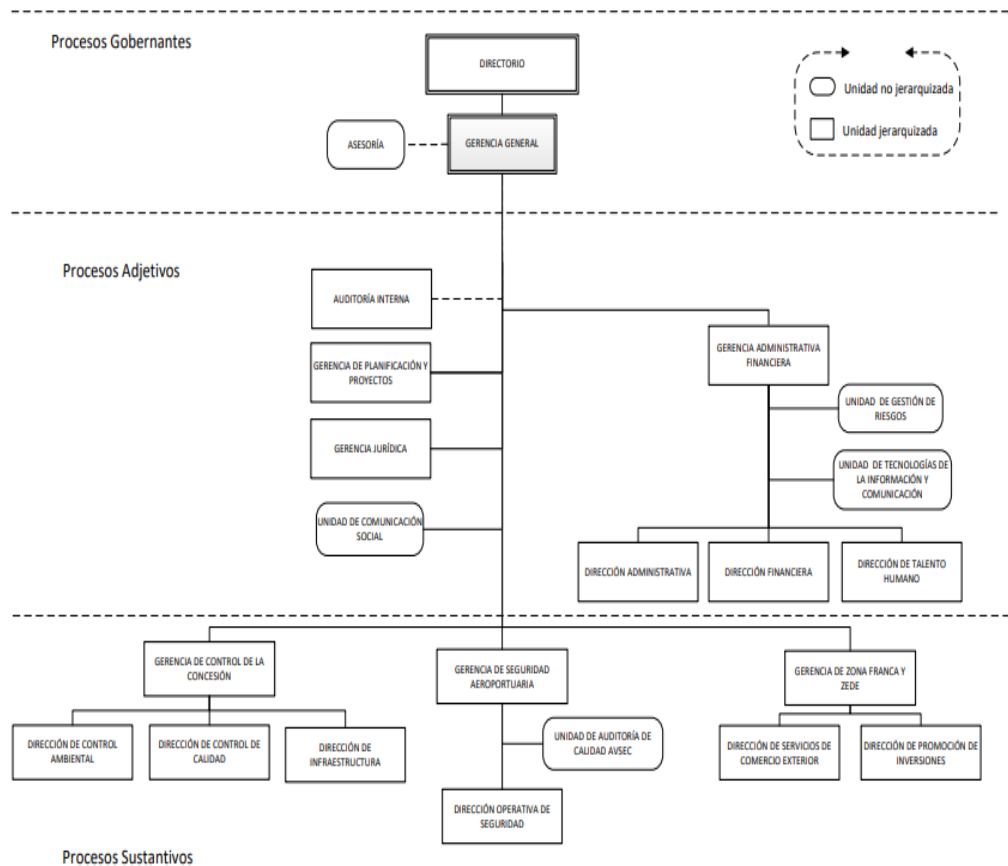 Procesos Gobernantes
DIRECTORIO
Unidad no jerarquizada
Unidad jerarquizada
ASESORÍA
GERENCIA GENERAL
Procesos Adjetivos
AUDITORÍA INTERNA
GERENCIA ADMINISTRATIVA
FINANCIERA
GERENCIA DE PLANIFICACIÓN Y
PROYECTOS
UNIDAD DE GESTIÓN DE
RIESGOS
GERENCIA JURÍDICA
UNIDAD DE TECNOLOGÍAS DE
LA INFORMACIÓN Y
COMUNICACIÓN
UNIDAD DE COMUNICACIÓN
SOCIAL
DIRECCIÓN ADMINISTRATIVA
DIRECCIÓN FINANCIERA
DIRECCIÓN DE TALENTO
HUMANO
GERENCIA DE CONTROL DE LA
CONCESIÓN
GERENCIA DE SEGURIDAD
AEROPORTUARIA
GERENCIA DE ZONA FRANCA Y
ZEDE
DIRECCIÓN DE CONTROL
AMBIENTAL
DIRECCIÓN DE CONTROL DE
CALIDAD
DIRECCIÓN DE
INFRAESTRUCTURA
UNIDAD DE AUDITORÍA DE
CALIDAD AVSEC
DIRECCIÓN DE SERVICIOS DE
COMERCIO EXTERIOR
DIRECCIÓN DE PROMOCIÓN DE
INVERSIONES
DIRECCIÓN OPERATIVA DE
SEGURIDAD
Procesos Sustantivos